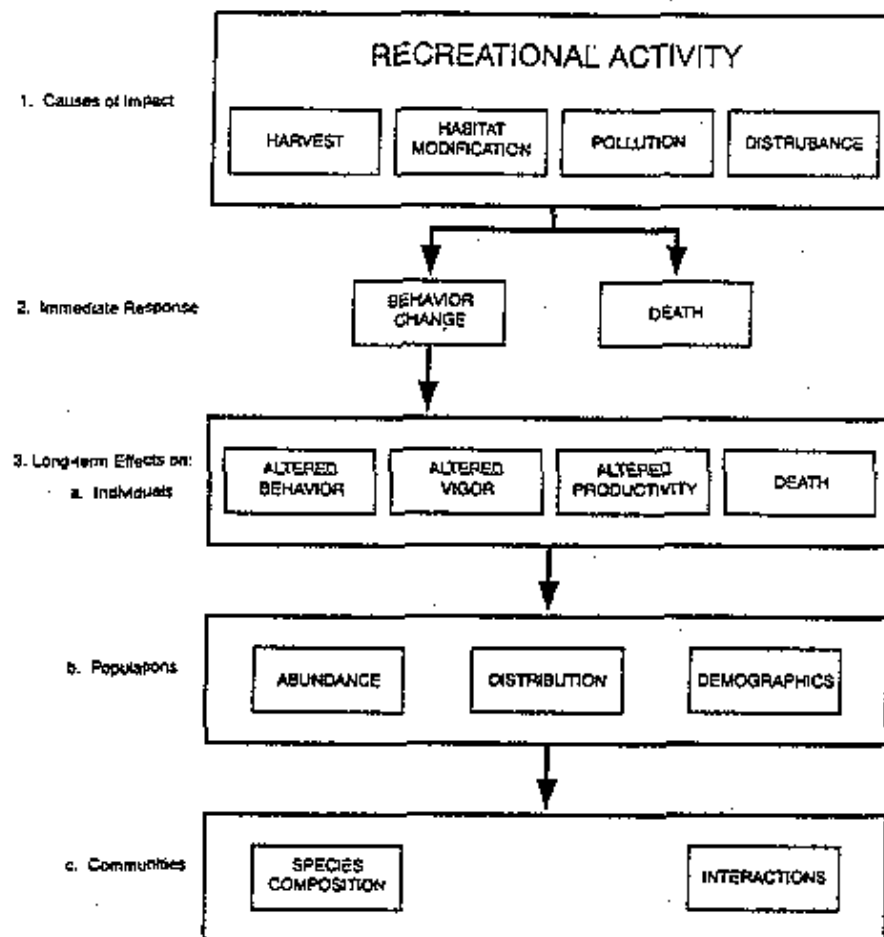 RECREATIONAL ACTIVITY
1. Causes of Impact
HARVEST
HABITAT
MODIFICATION
POLLUTION
DISTRUBANCE
2. Immediate Response
BEHAVIOR
CHANGE
DEATH
3. Long-term Effects on:
a. Individuals
ALTERED
BEHAVIOR
ALTERED
VIGOR
ALTERED
PRODUCTIVITY
DEATH
b. Populations
ABUNDANCE
DISTRIBUTION
DEMOGRAPHICS
c. Communities
SPECIES
COMPOSITION
INTERACTIONS